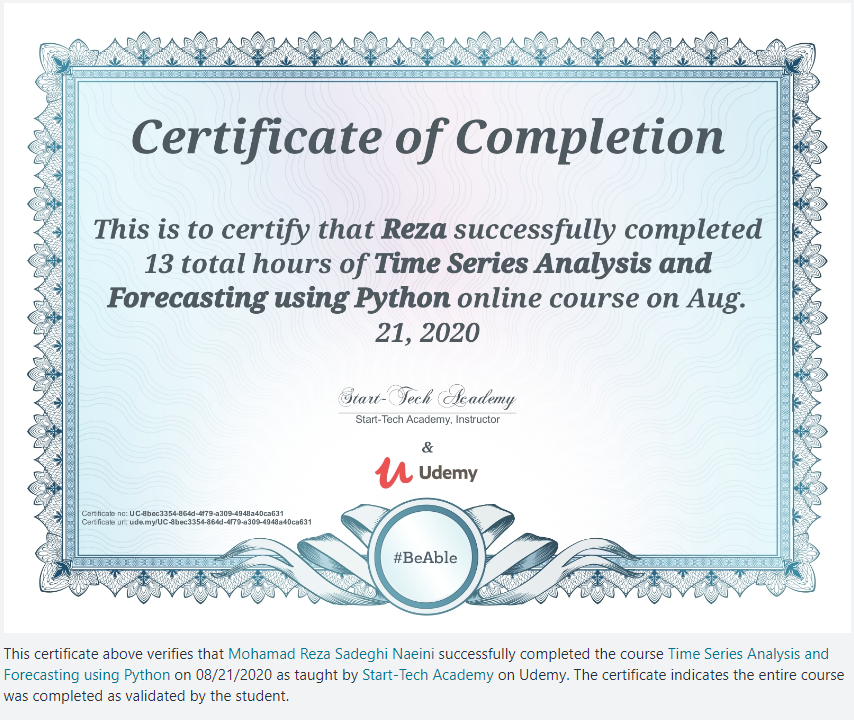 Certificate of Completion
This is to certify that Reza successfully completed
13 total hours of Time Series Analysis and
Forecasting using Python online course on Aug.
21, 2020
Start-Tech Academy
Start-Tech Academy, Instructor
&
Udemy
Certificate no: UC-8bec3354-864d-4f79-a309-4948a40ca631
Certificate url: ude.my/UC-8bec3354-864d-4f79-a309-4948a40ca631
#BeAble
This certificate above verifies that Mohamad Reza Sadeghi Naeini successfully completed the course Time Series Analysis and
Forecasting using Python on 08/21/2020 as taught by Start-Tech Academy on Udemy. The certificate indicates the entire course
was completed as validated by the student.